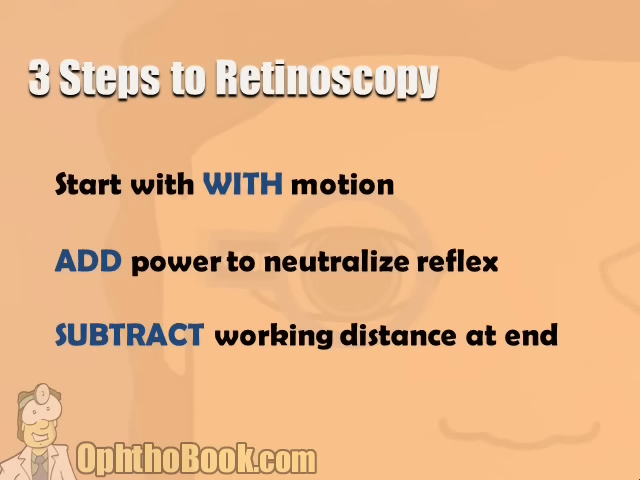 3 Steps to Retinoscopy
Start with WITH motion
ADD power to neutralize reflex
SUBTRACT working distance at end
OphthoBook.com